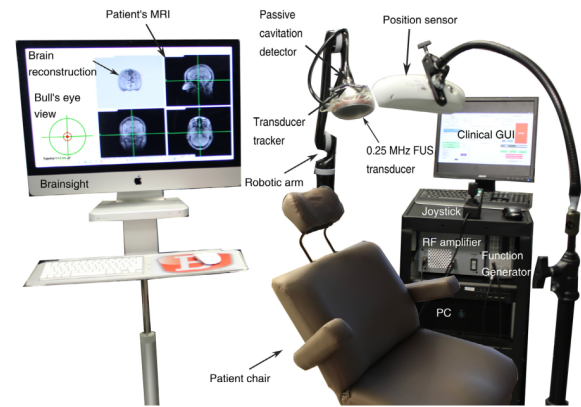 Patient's MRI
Brain
reconstruction
Bull's eye
view
Brainsight
Passive
cavitation
detector
Position sensor
Transducer
tracker
0.25 MHz FUS
transducer
Robotic arm
Clinical GUI
Joystick
RF amplifier
Function
Generator
PC
Patient chair